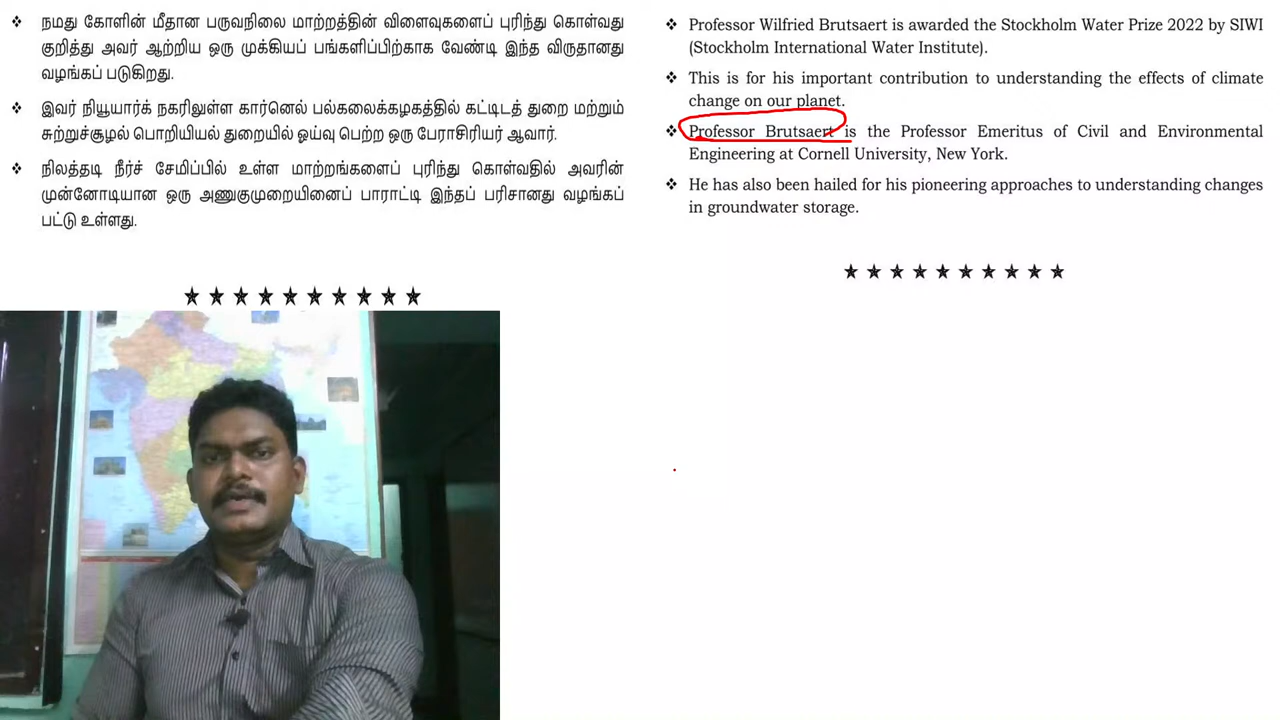 ❖ நமது கோளின் மீதான பருவநிலை மாற்றத்தின் விளைவுகளைப் புரிந்து கொள்வது
குறித்து அவர் ஆற்றிய ஒரு முக்கியப் பங்களிப்பிற்காக வேண்டி இந்த விருதானது
வழங்கப் படுகிறது.
❖ இவர் நியூயார்க் நகரிலுள்ள கார்னெல் பல்கலைக்கழகத்தில் கட்டிடத் துறை மற்றும்
சுற்றுச்சூழல் பொறியியல் துறையில் ஓய்வு பெற்ற ஒரு பேராசிரியர் ஆவார்.
❖ நிலத்தடி நீர்ச் சேமிப்பில் உள்ள மாற்றங்களைப் புரிந்து கொள்வதில் அவரின்
முன்னோடியான ஒரு அணுகுமுறையினைப் பாராட்டி இந்தப் பரிசானது வழங்கப்
பட்டு உள்ளது.
❖ Professor Wilfried Brutsaert is awarded the Stockholm Water Prize 2022 by SIWI
(Stockholm International Water Institute).
❖ This is for his important contribution to understanding the effects of climate
change on our planet.
❖ Professor Brutsaert is the Professor Emeritus of Civil and Environmental
Engineering at Cornell University, New York.
❖ He has also been hailed for his pioneering approaches to understanding changes
in groundwater storage.